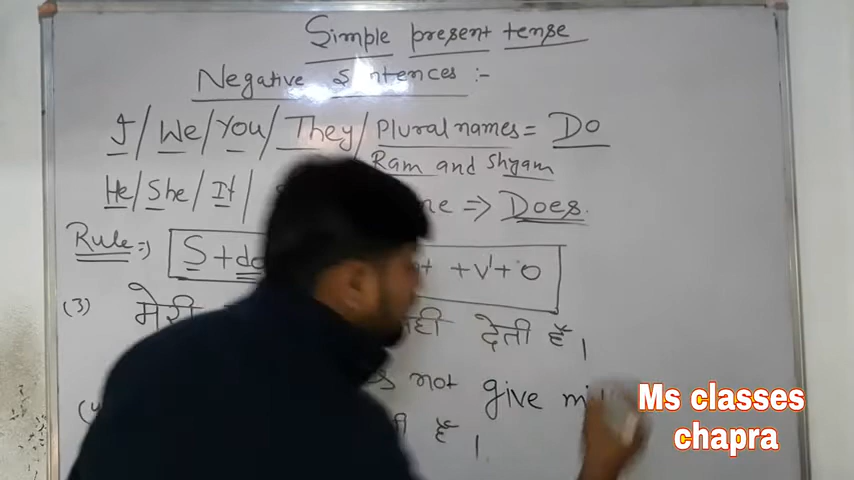 Simple present tense
Negative sentences :-
I / We / You / They / Plural names = Do
Ram and Shyam
He / She / It / => Does.
Rule => S + + V¹ + O
(3) मेरी नहीं देती है।
not give
है।
Ms classes
chapra